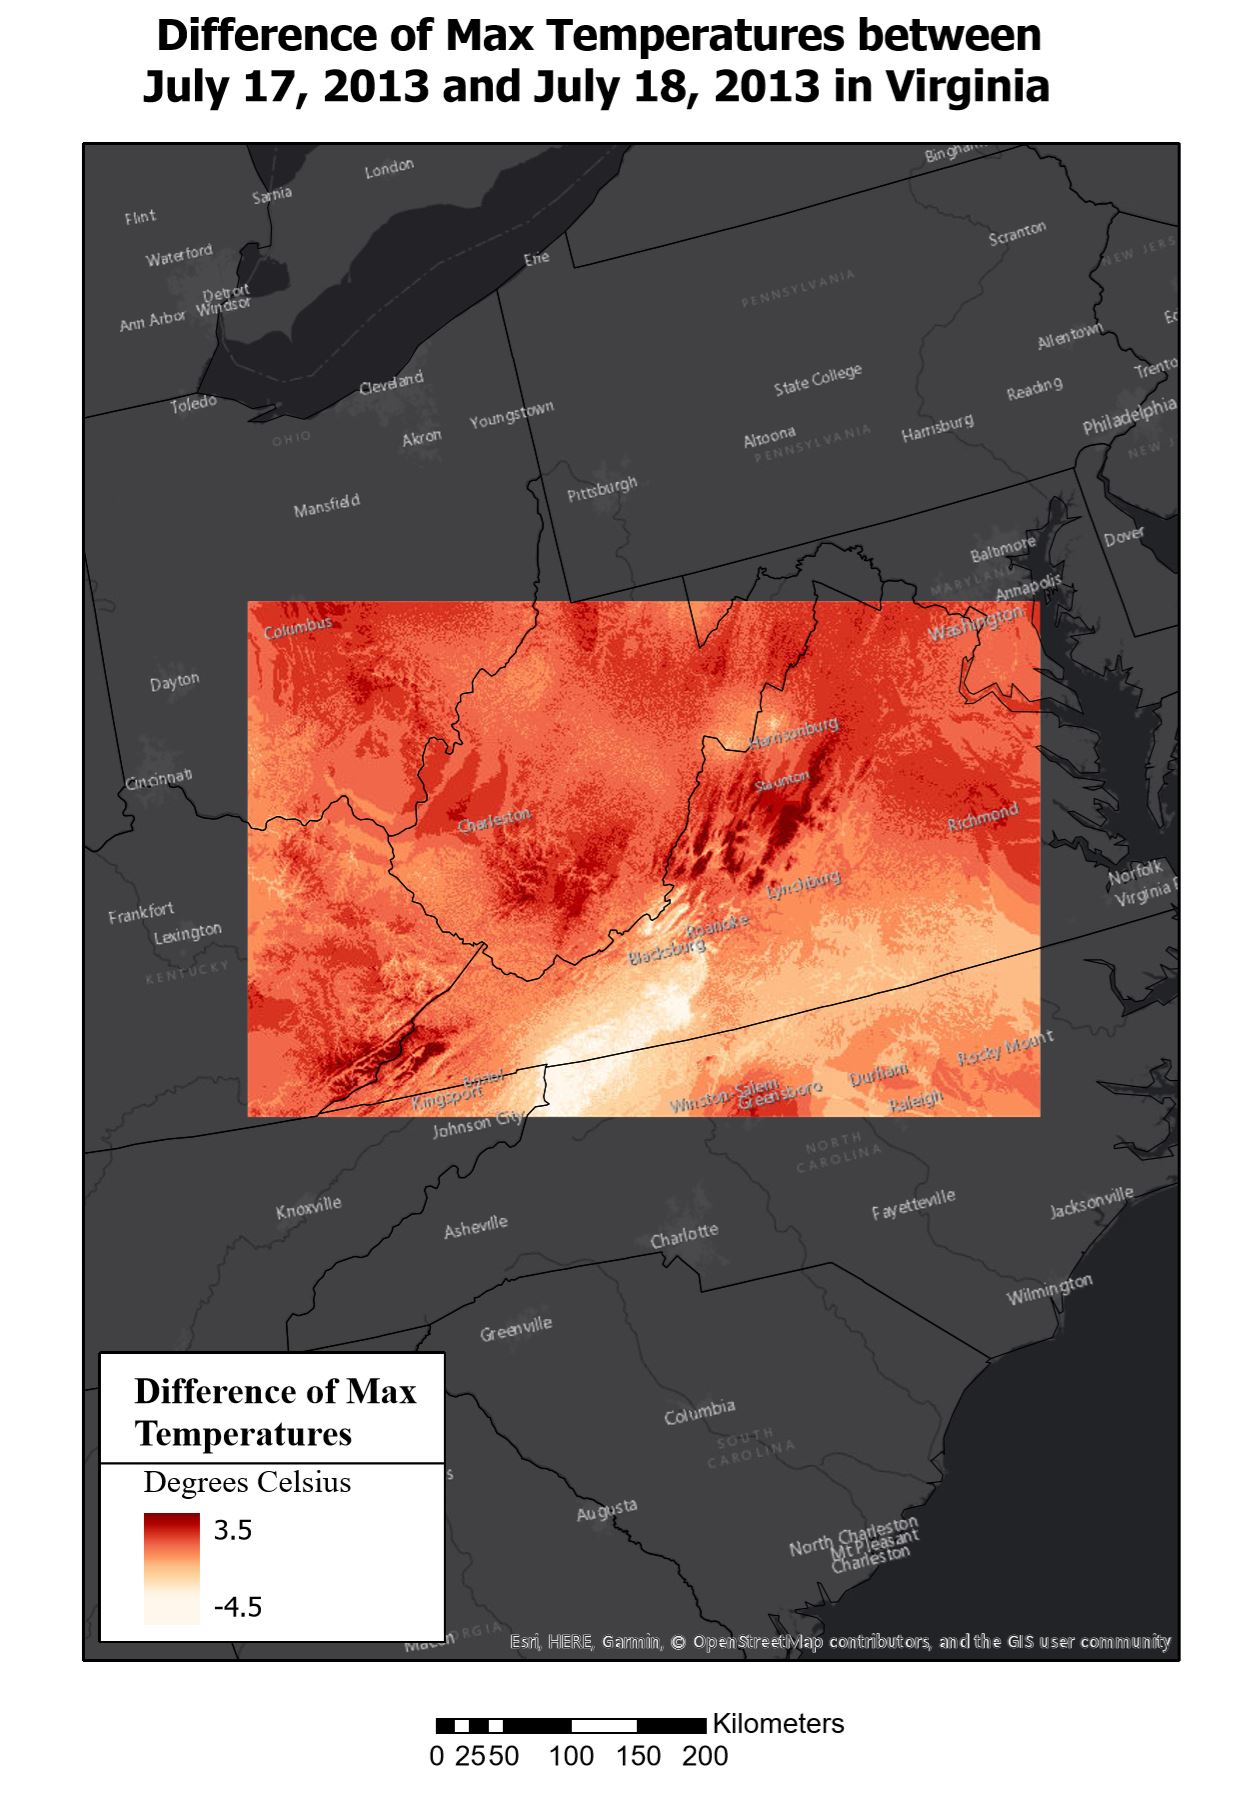 Difference of Max Temperatures between
July 17, 2013 and July 18, 2013 in Virginia
London
Sarnia
Flint
Waterford
Detroit
Windsor
Ann Arbor
Erie
Scranton
NEW JERS
PENNSYLVANIA
Allentown
Trento
State College
Reading
Cleveland
Toledo
Youngstown
Philadelphia
OHIO
Akron
Altoona
PENNSYLVANIA
Harrisburg
NEW J
Pittsburgh
Mansfield
Baltimore
Dover
MARYLAND
Annapolis
Columbus
Washington
Dayton
Harrisonburg
Cincinnati
Staunton
Charleston
Richmond
Norfolk
Lynchburg
Virginia
Frankfort
Lexington
Roanoke
Blacksburg
KENTUCKY
Rocky Mount
Bristol
Kingsport
Durham
Winston-Salem
Greensboro
Raleigh
Johnson City
NORTH
CAROLINA
Knoxville
Asheville
Fayetteville
Jacksonville
Charlotte
Wilmington
Greenville
Columbia
SOUTH
CAROLINA
Augusta
North Charleston
Mt Pleasant
Charleston
Difference of Max
Temperatures
Degrees Celsius
3.5
-4.5
Esri, HERE, Garmin, © OpenStreetMap contributors, and the GIS user community
Kilometers
0 25 50 100 150 200